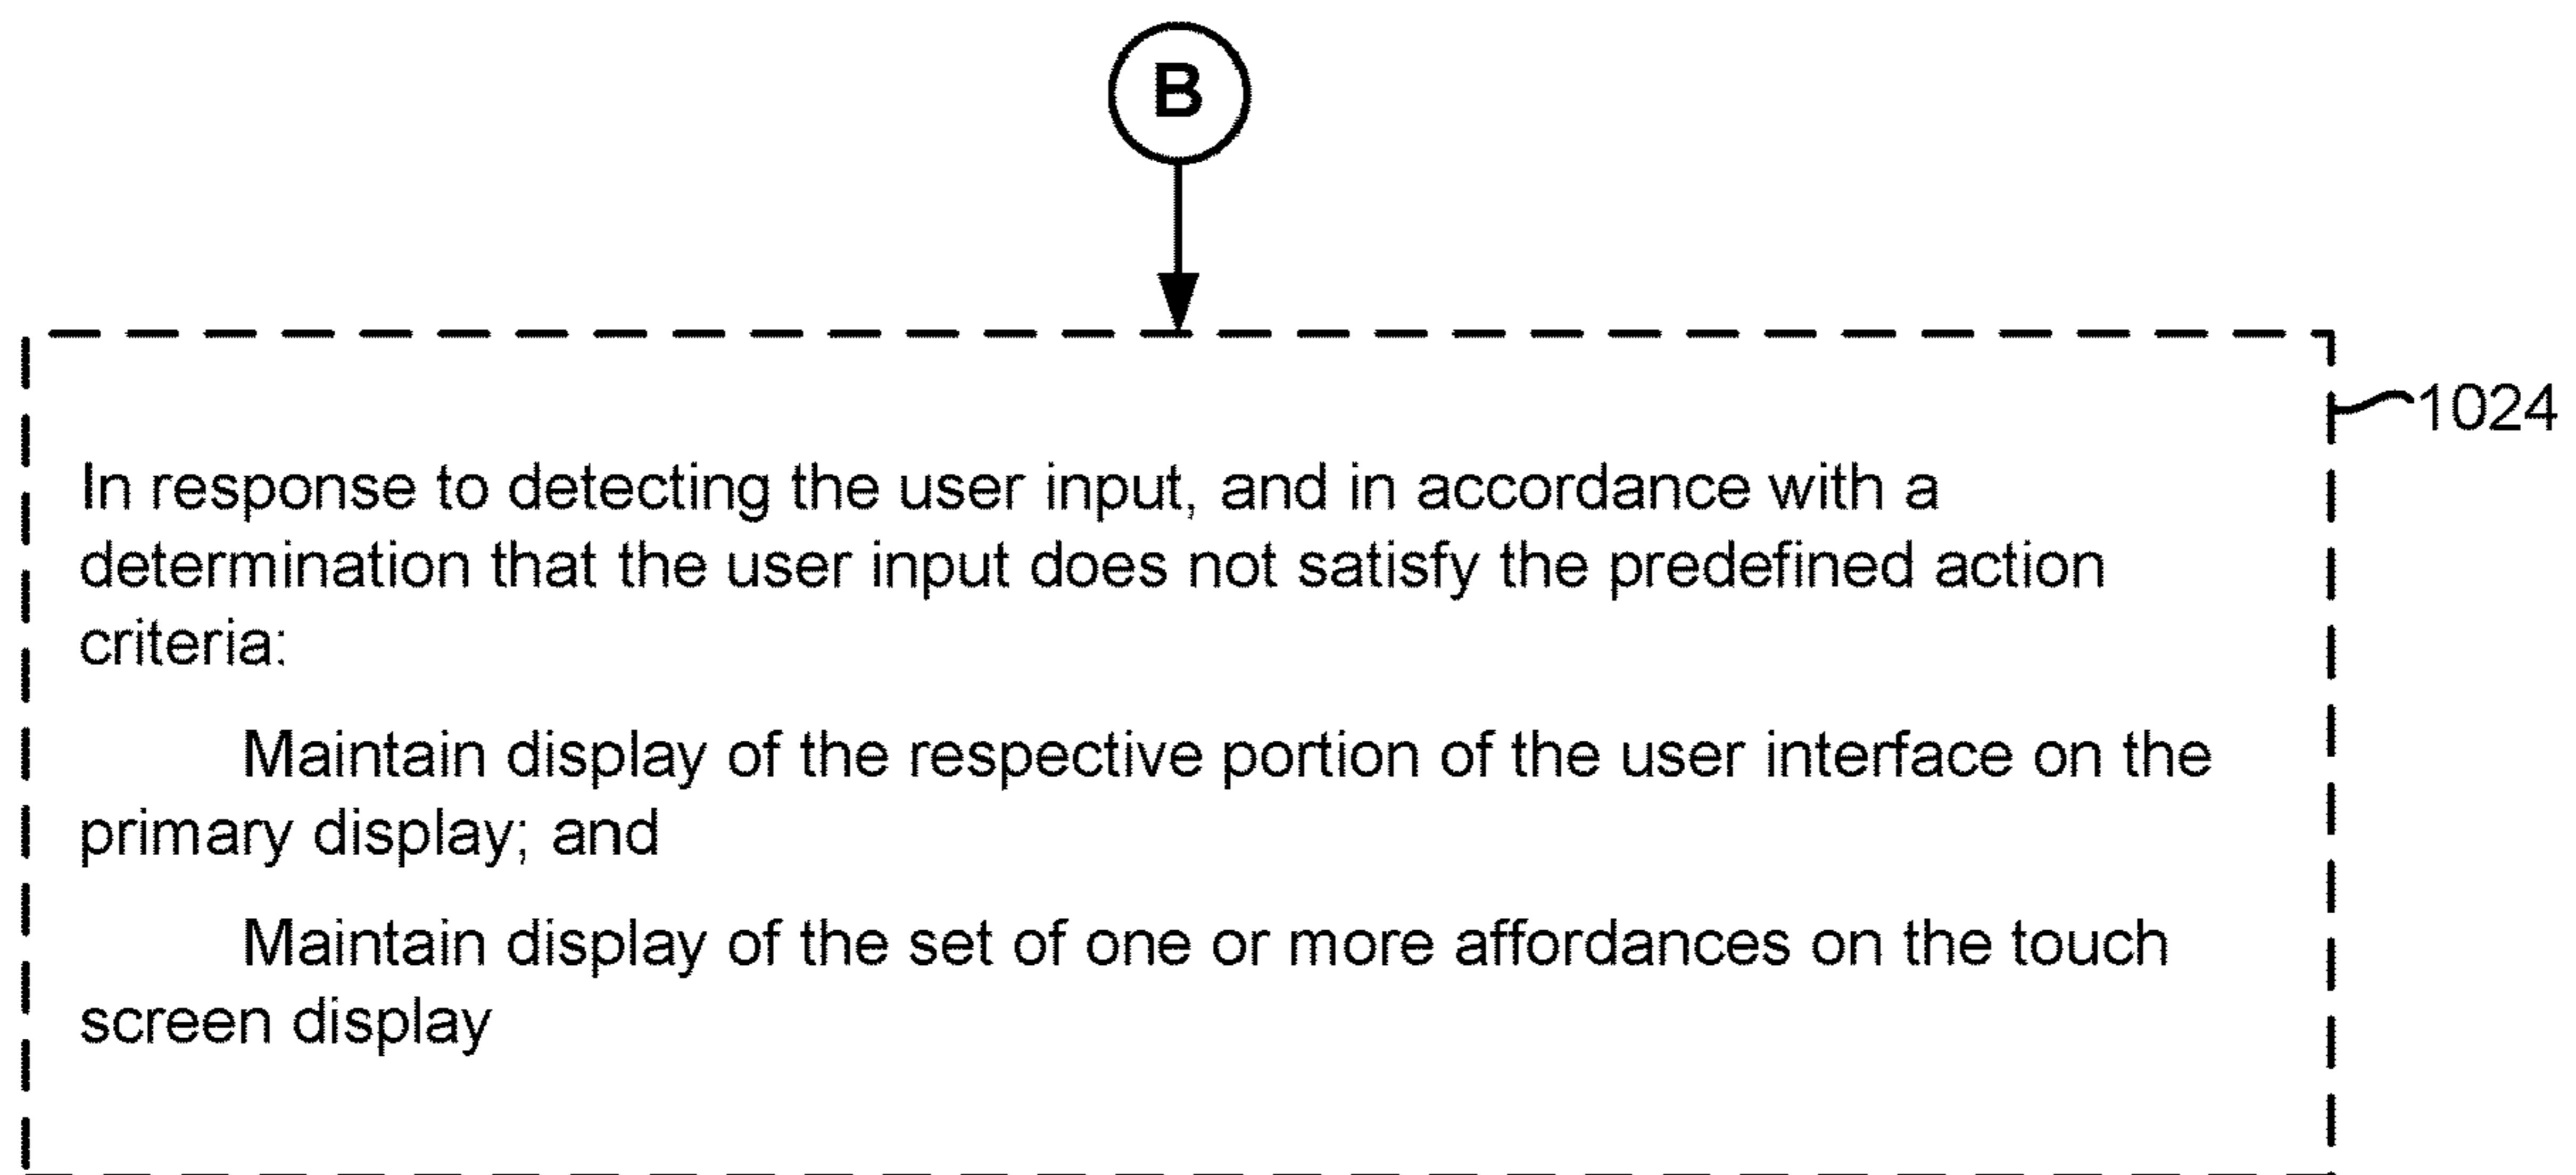 B
1024
In response to detecting the user input, and in accordance with a
determination that the user input does not satisfy the predefined action
criteria:
Maintain display of the respective portion of the user interface on the
primary display; and
Maintain display of the set of one or more affordances on the touch
screen display